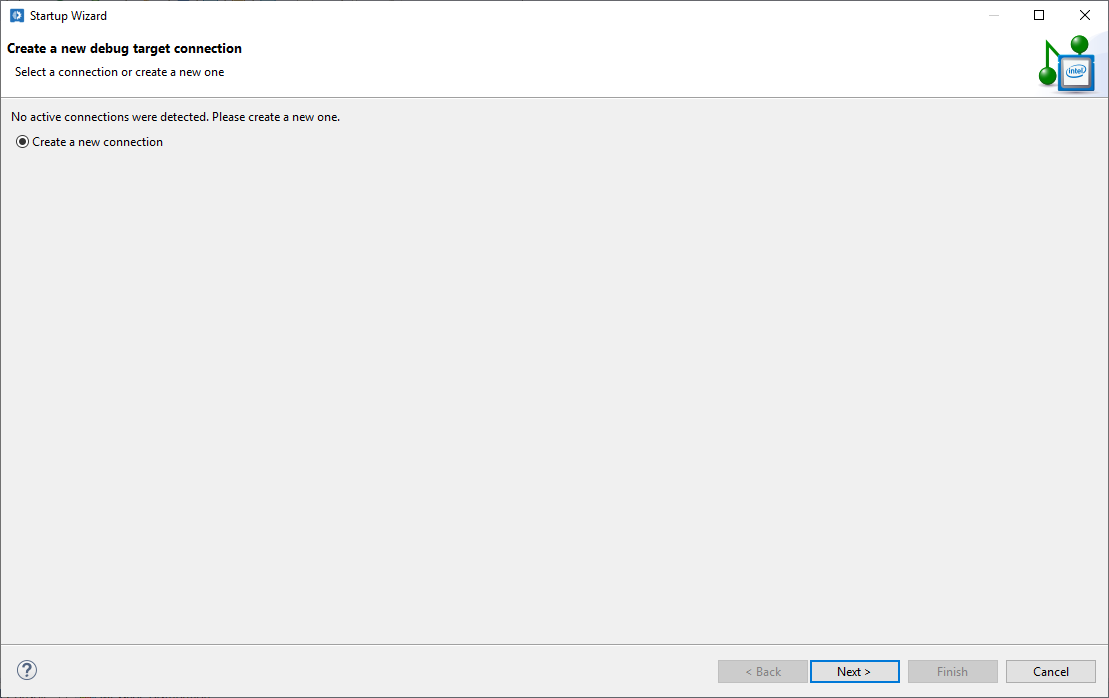 Startup Wizard
Create a new debug target connection
Select a connection or create a new one
intel
No active connections were detected. Please create a new one.
Create a new connection
?
< Back
Next >
Finish
Cancel